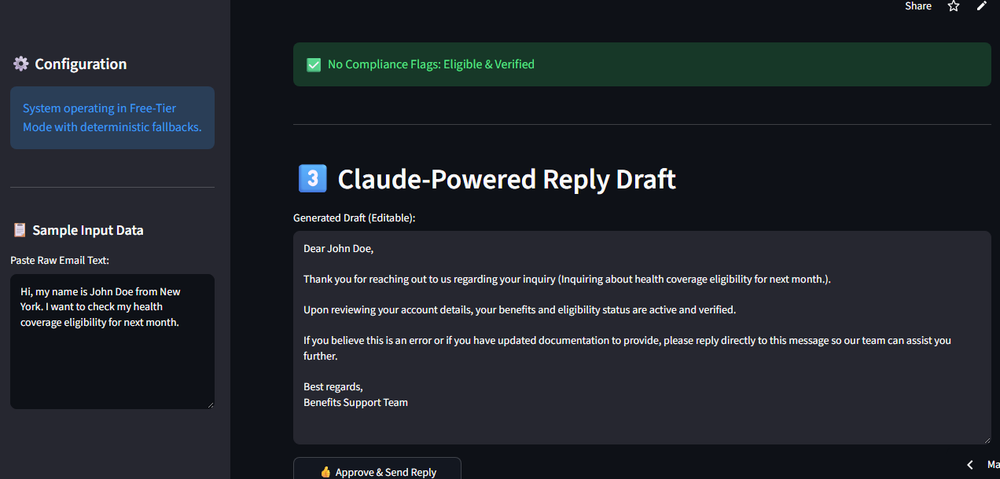 Share
Configuration
System operating in Free-Tier
Mode with deterministic fallbacks.
Sample Input Data
Paste Raw Email Text:
Hi, my name is John Doe from New
York. I want to check my health
coverage eligibility for next month.
No Compliance Flags: Eligible & Verified
3 Claude-Powered Reply Draft
Generated Draft (Editable):
Dear John Doe,
Thank you for reaching out to us regarding your inquiry (Inquiring about health coverage eligibility for next month.).
Upon reviewing your account details, your benefits and eligibility status are active and verified.
If you believe this is an error or if you have updated documentation to provide, please reply directly to this message so our team can assist you
further.
Best regards,
Benefits Support Team
Approve & Send Reply